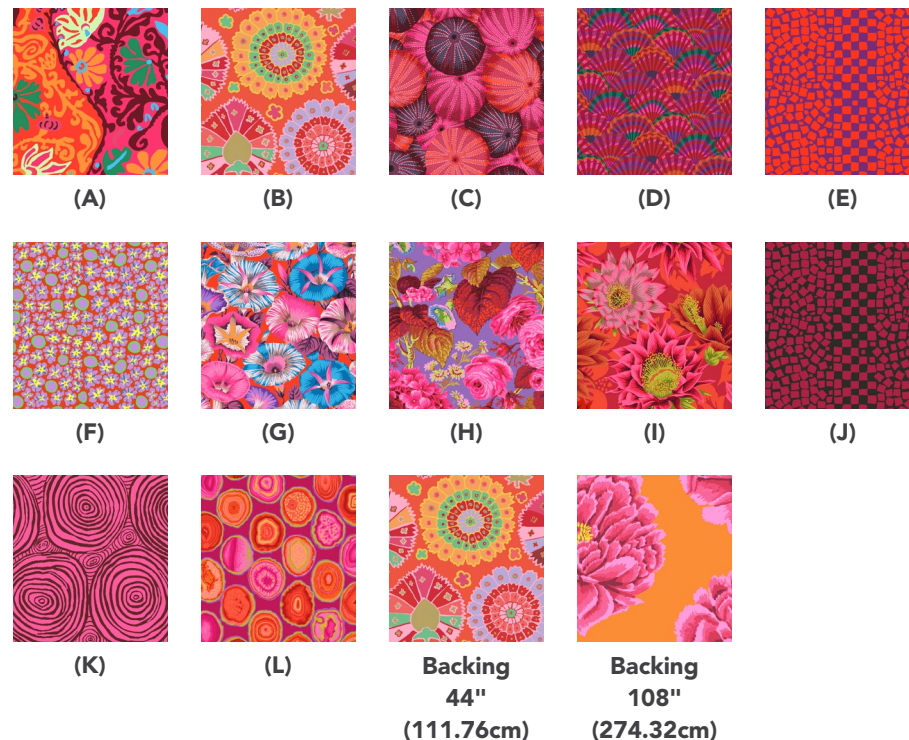 (A)
(B)
(C)
(D)
(E)
(F)
(G)
(H)
(I)
(J)
(K)
(L)
Backing
44"
(111.76cm)
Backing
108"
(274.32cm)